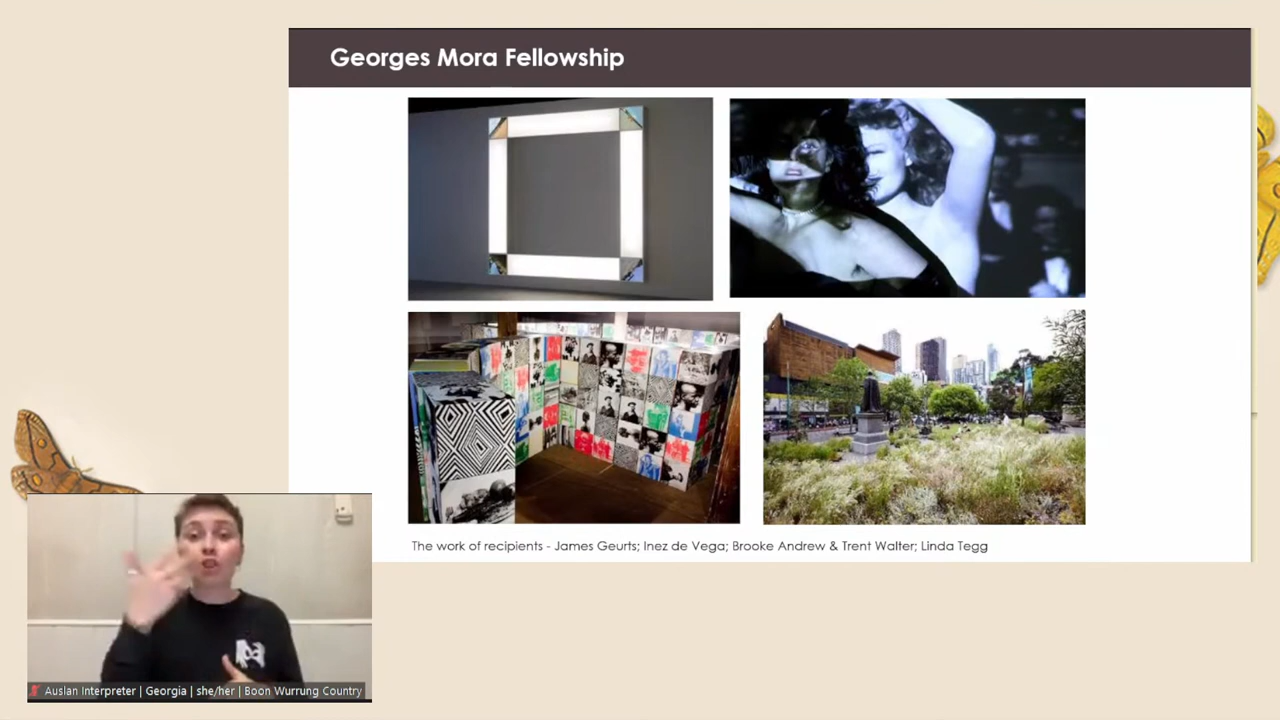 Georges Mora Fellowship
The work of recipients - James Geurts; Inez de Vega; Brooke Andrew & Trent Walter; Linda Tegg
Auslan Interpreter | Georgia | she/her | Boon Wurrung Country